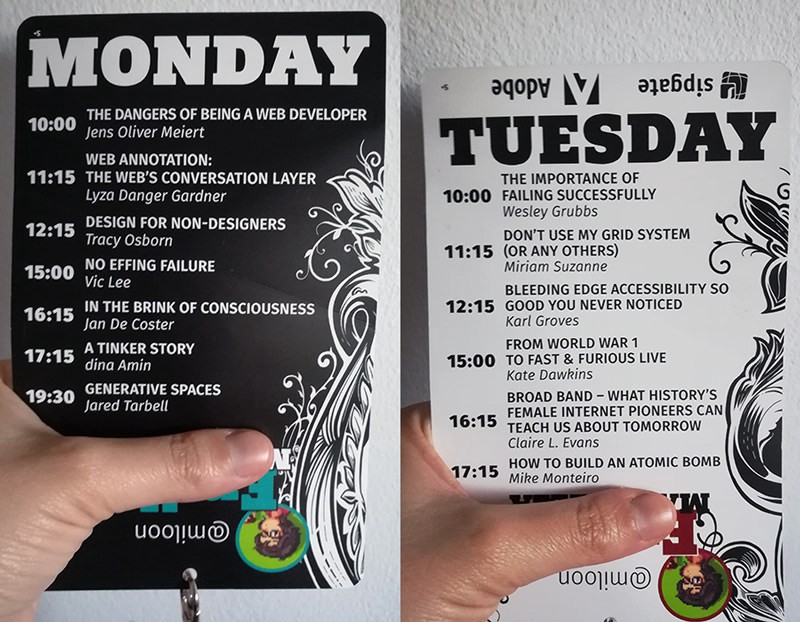 MONDAY
10:00 THE DANGERS OF BEING A WEB DEVELOPER
Jens Oliver Meiert
WEB ANNOTATION:
11:15 THE WEB'S CONVERSATION LAYER
Lyza Danger Gardner
12:15 DESIGN FOR NON-DESIGNERS
Tracy Osborn
15:00 NO EFFING FAILURE
Vic Lee
16:15 IN THE BRINK OF CONSCIOUSNESS
Jan De Coster
17:15 A TINKER STORY
dina Amin
19:30 GENERATIVE SPACES
Jared Tarbell
@miloon
Adobe
sipgate
TUESDAY
10:00 THE IMPORTANCE OF
FAILING SUCCESSFULLY
Wesley Grubbs
11:15 DON'T USE MY GRID SYSTEM
(OR ANY OTHERS)
Miriam Suzanne
12:15 BLEEDING EDGE ACCESSIBILITY SO
GOOD YOU NEVER NOTICED
Karl Groves
15:00 FROM WORLD WAR 1
TO FAST & FURIOUS LIVE
Kate Dawkins
BROAD BAND – WHAT HISTORY'S
16:15 FEMALE INTERNET PIONEERS CAN
TEACH US ABOUT TOMORROW
Claire L. Evans
17:15 HOW TO BUILD AN ATOMIC BOMB
Mike Monteiro
@miloon